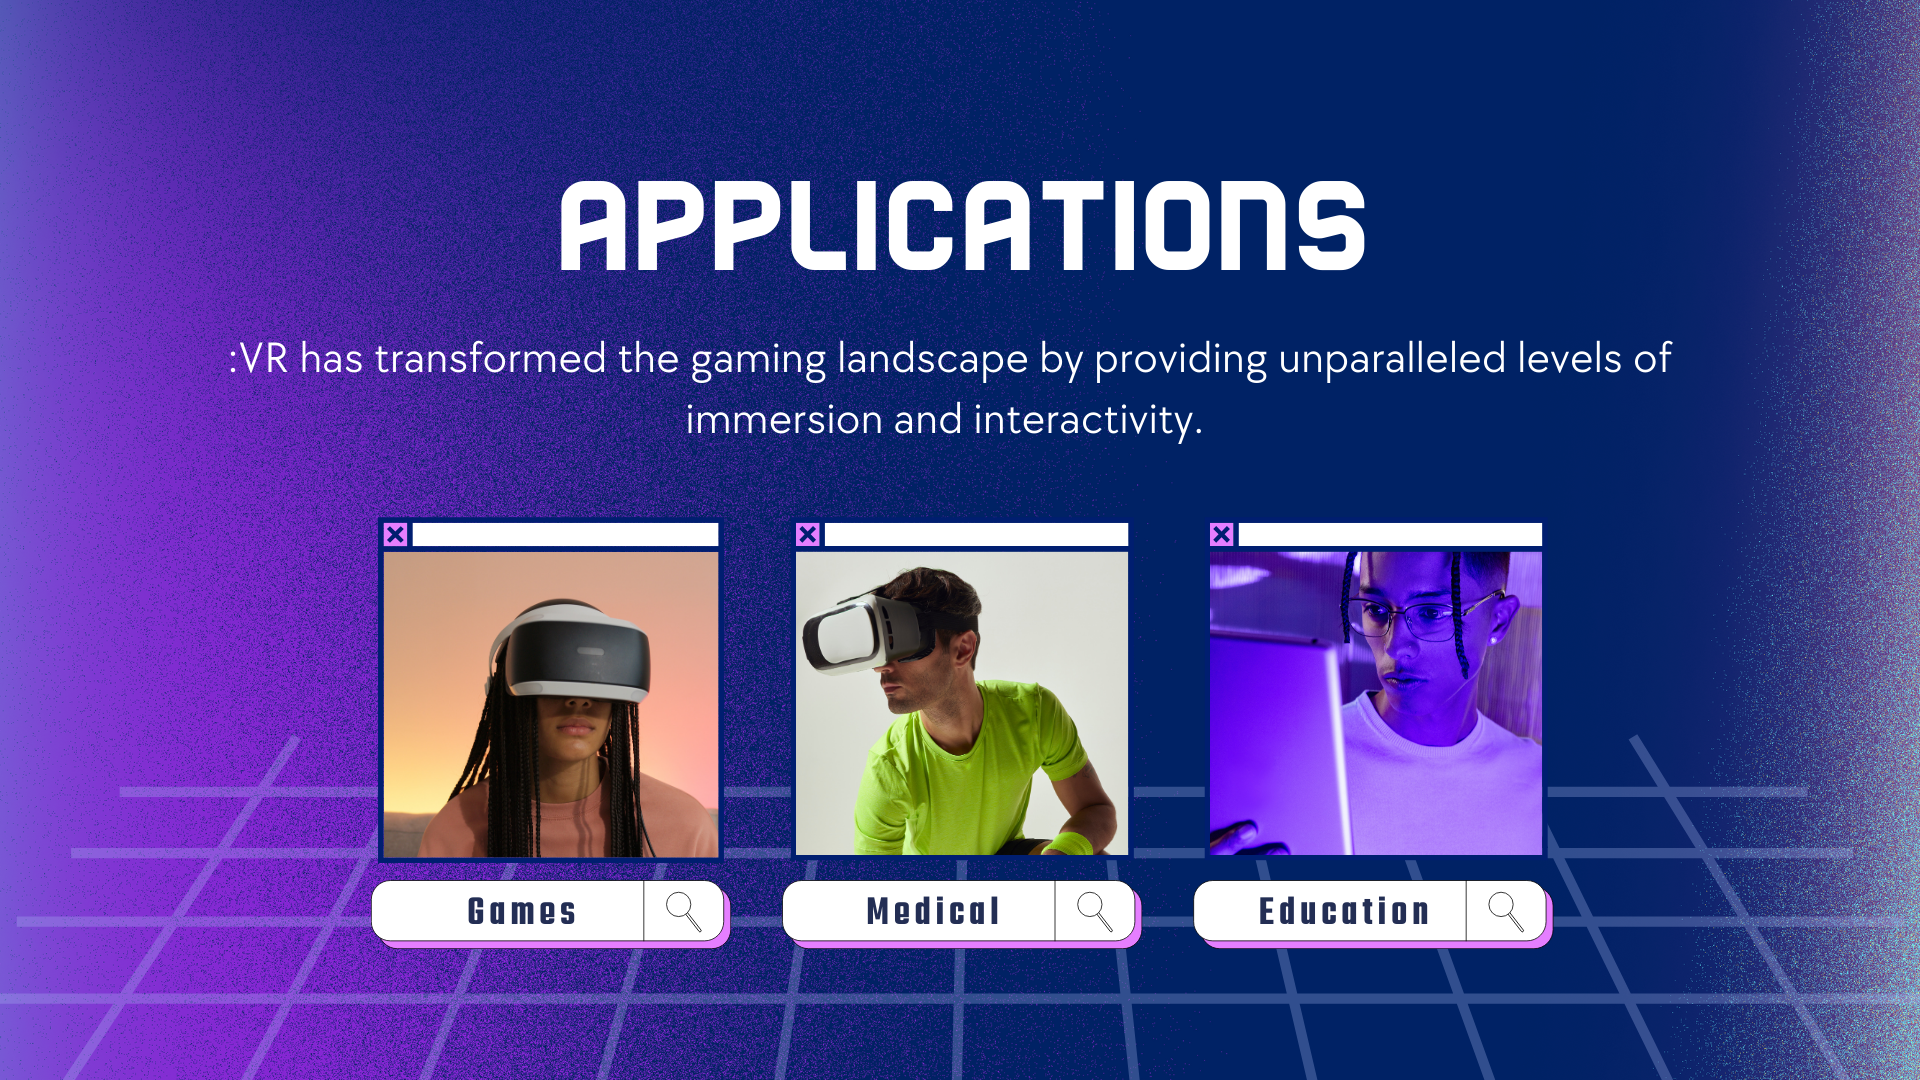 APPLICATIONS
:VR has transformed the gaming landscape by providing unparalleled levels of
immersion and interactivity.
Games
Medical
Education